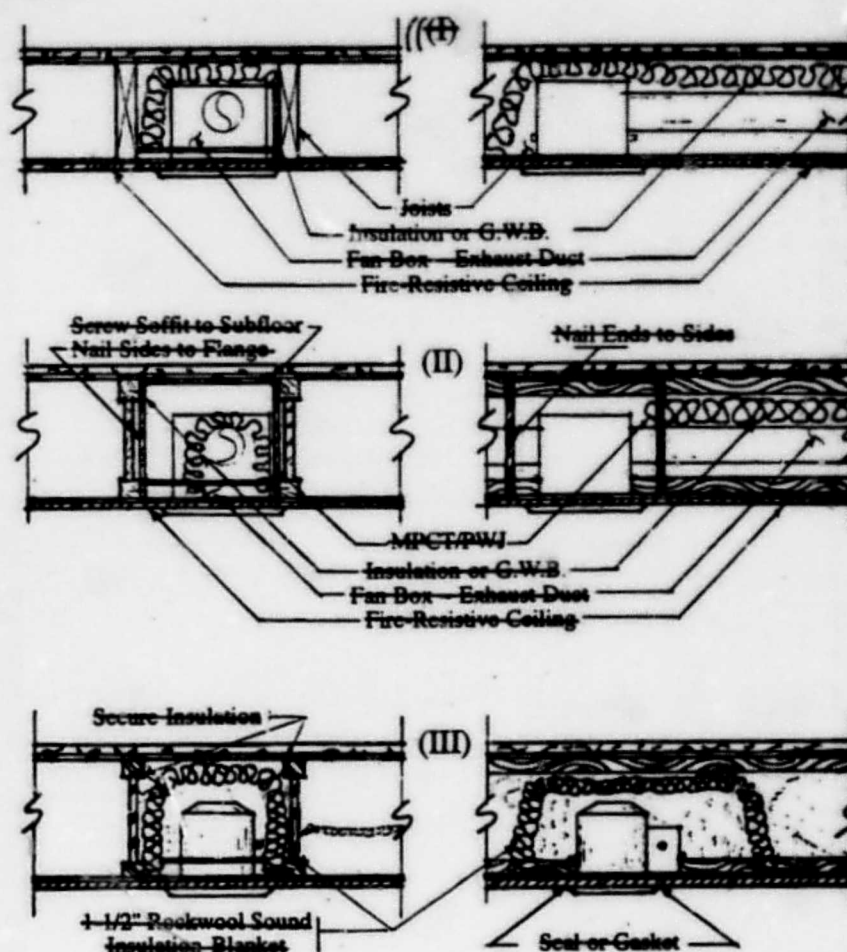 (I)
Joists
Insulation or G.W.B.
Fan Box – Exhaust Duct
Fire-Resistive Ceiling
Screw Soffit to Subfloor
Nail Sides to Flange
Nail Ends to Sides
(II)
MPCT/PWJ
Insulation or G.W.B.
Fan Box – Exhaust Duct
Fire-Resistive Ceiling
Secure Insulation
(III)
1-1/2" Rockwool Sound
Insulation Blanket
Seal or Gasket